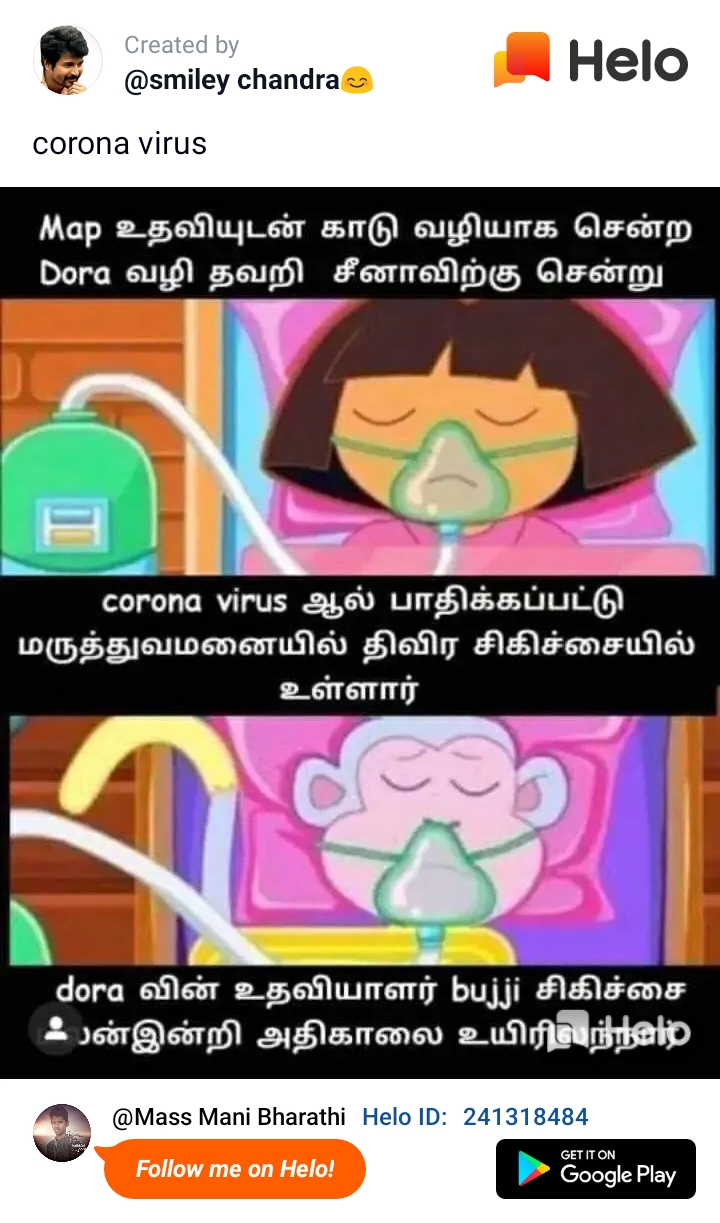 Created by
@smiley chandra😊
Helo
corona virus
Map உதவியுடன் காடு வழியாக சென்ற
Dora வழி தவறி சீனாவிற்கு சென்று
corona virus ஆல் பாதிக்கப்பட்டு
மருத்துவமனையில் திவிர சிகிச்சையில்
உள்ளார்
dora வின் உதவியாளர் bujji சிகிச்சை
அதிகாலை
Helo
@Mass Mani Bharathi Helo ID: 241318484
Follow me on Helo!
GET IT ON
Google Play